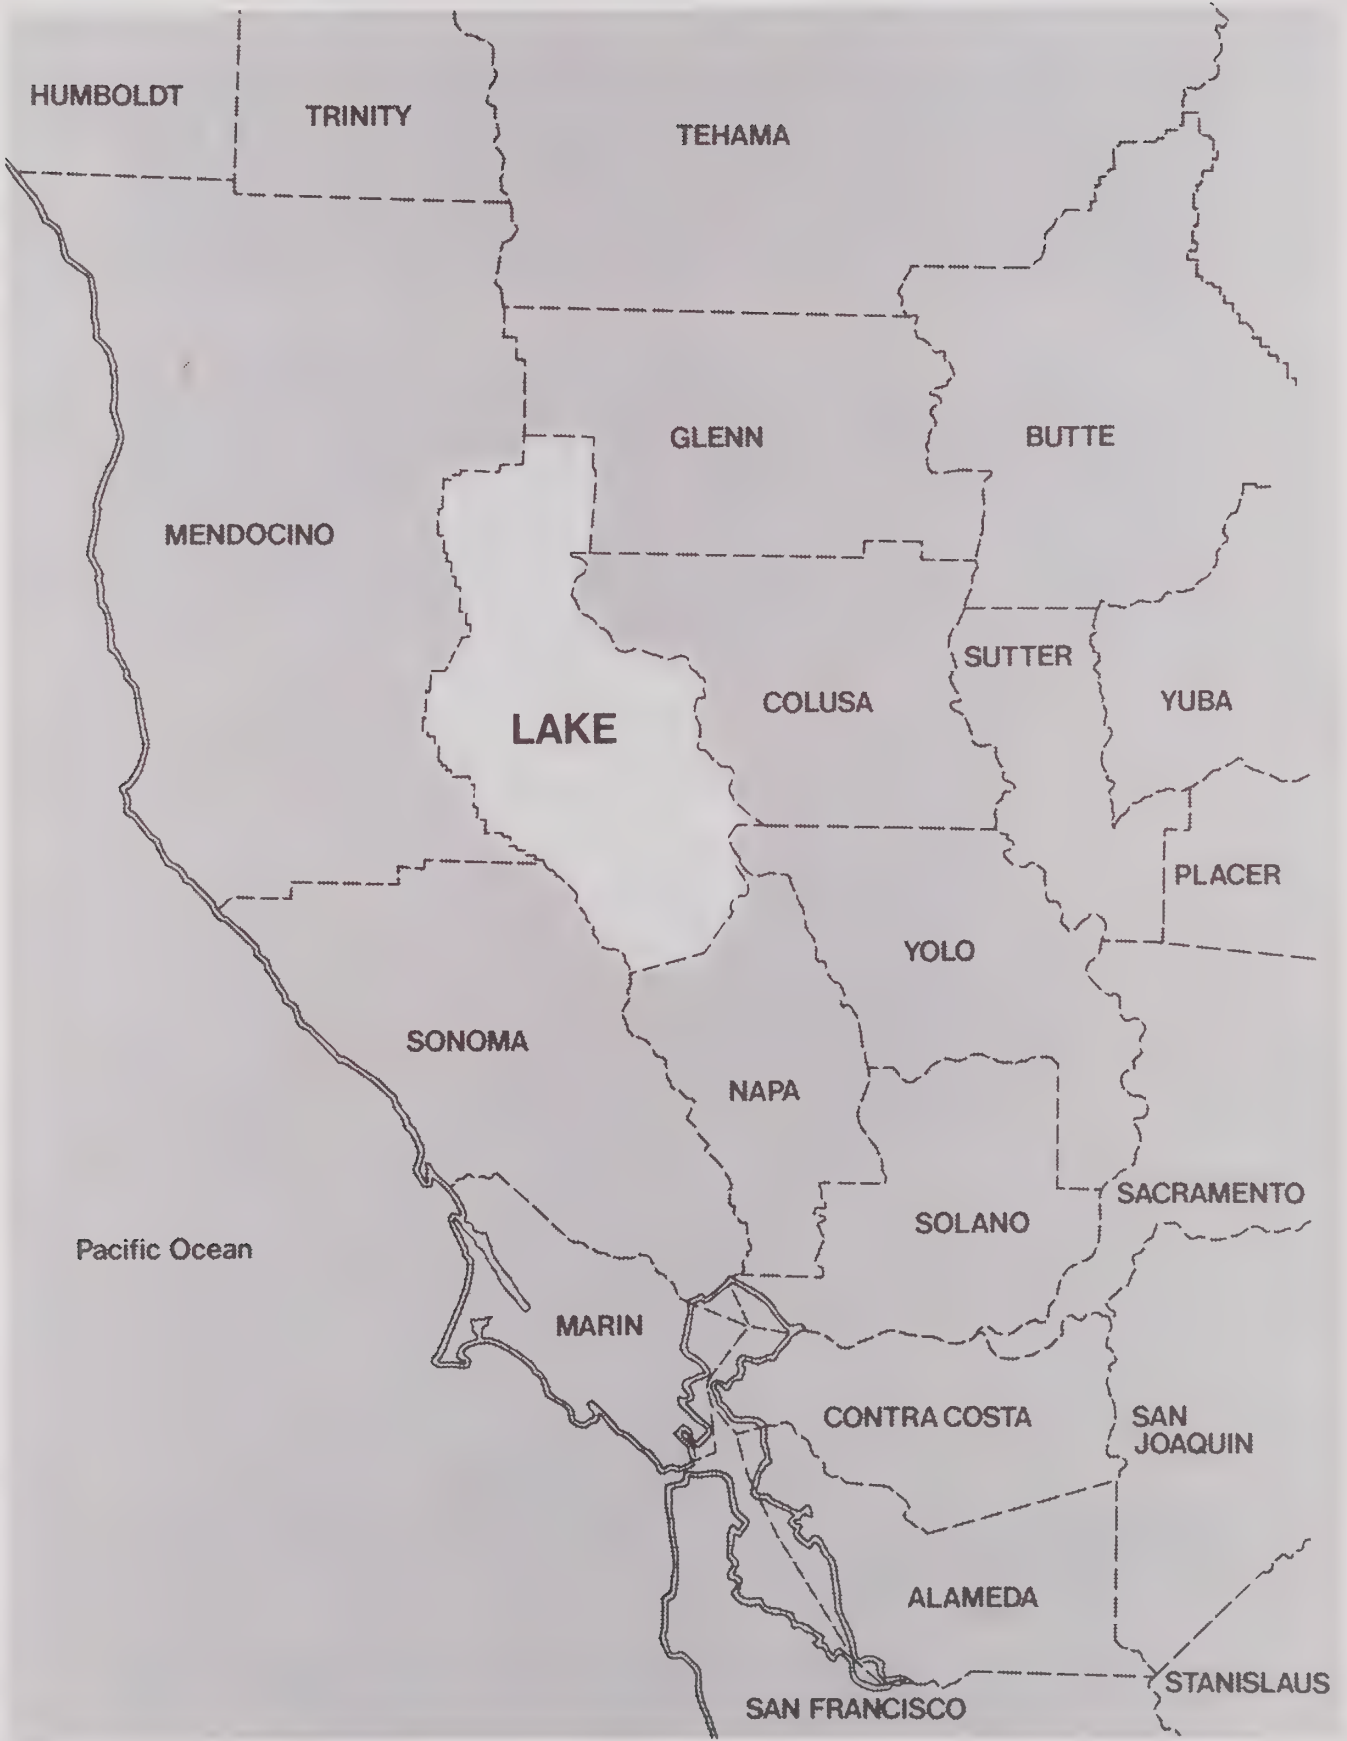 HUMBOLDT
TRINITY
TEHAMA
GLENN
BUTTE
MENDOCINO
SUTTER
COLUSA
YUBA
LAKE
PLACER
YOLO
SONOMA
NAPA
SACRAMENTO
SOLANO
Pacific Ocean
MARIN
CONTRA COSTA
SAN
JOAQUIN
ALAMEDA
STANISLAUS
SAN FRANCISCO